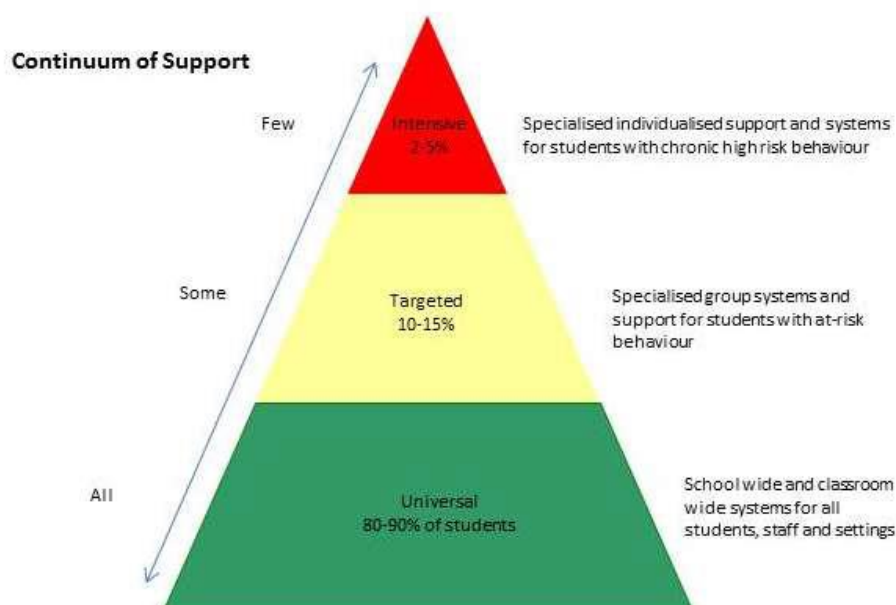 Continuum of Support
Few
Intensive
2-5%
Specialised individualised support and systems
for students with chronic high risk behaviour
Some
Targeted
10-15%
Specialised group systems and
support for students with at-risk
behaviour
All
Universal
80-90% of students
School wide and classroom
wide systems for all
students, staff and settings